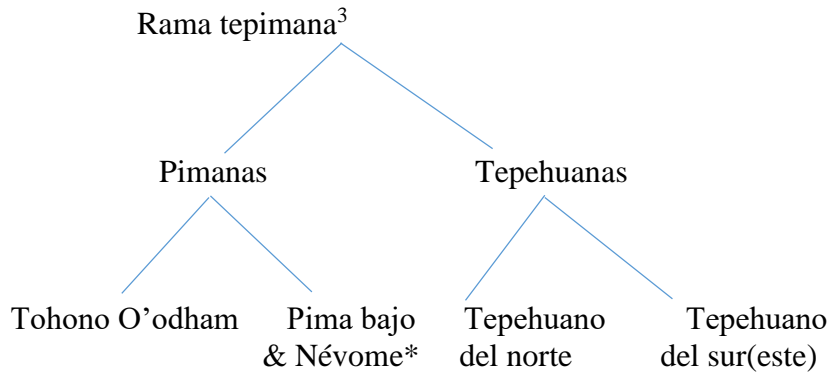 Rama tepimana³
Pimanas Tepehuanas
Tohono O’odham Pima bajo Tepehuano Tepehuano
& Névome* del norte del sur(este)